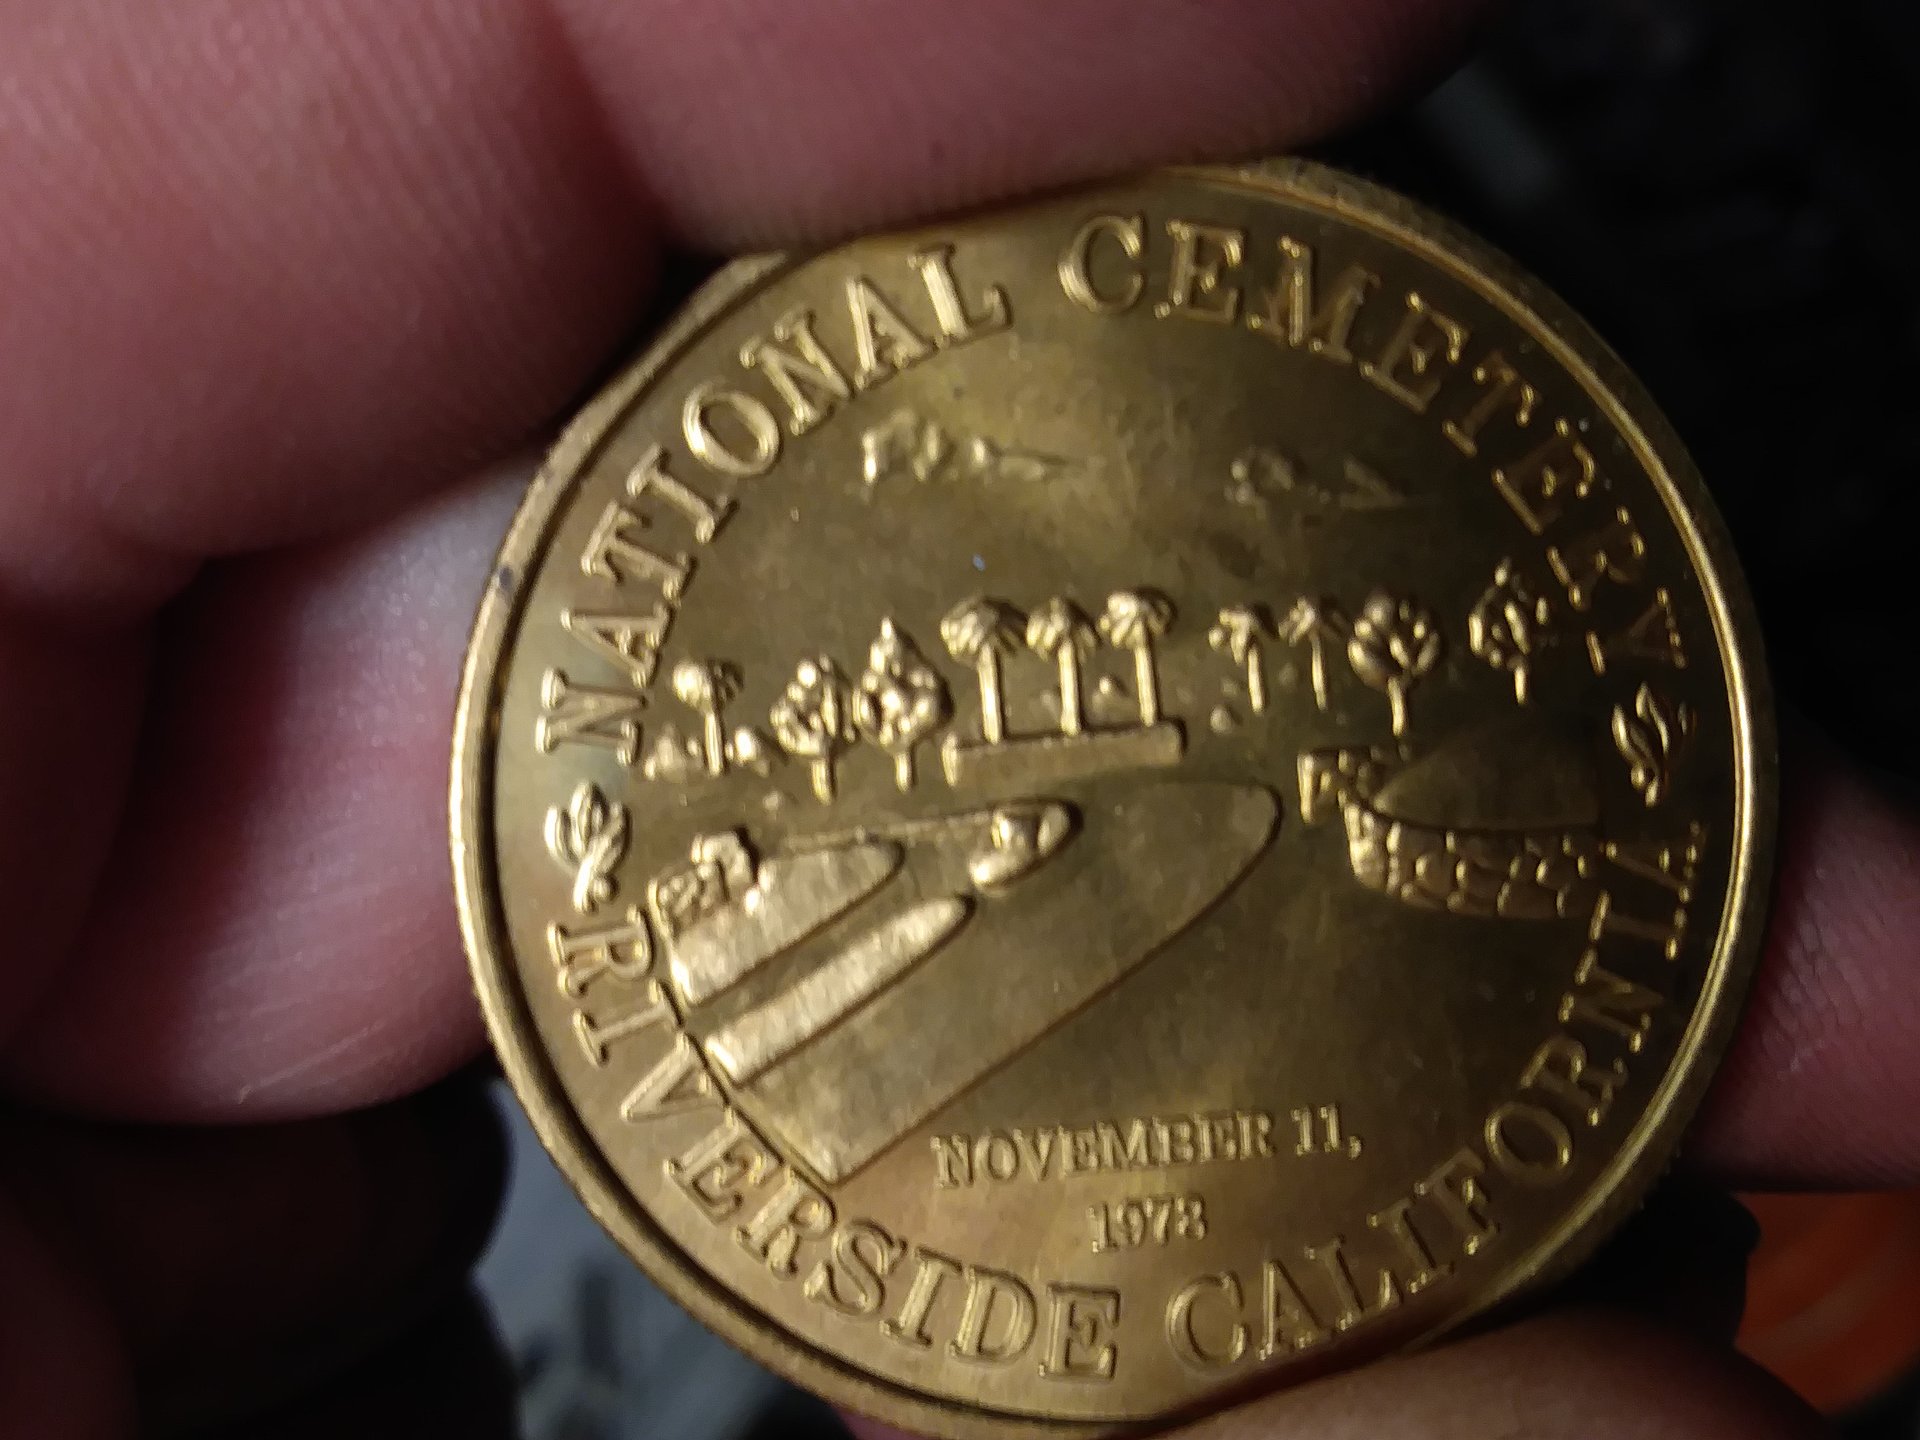 NATIONAL CEMETERY
NOVEMBER 11,
1978
RIVERSIDE CALIFORNIA